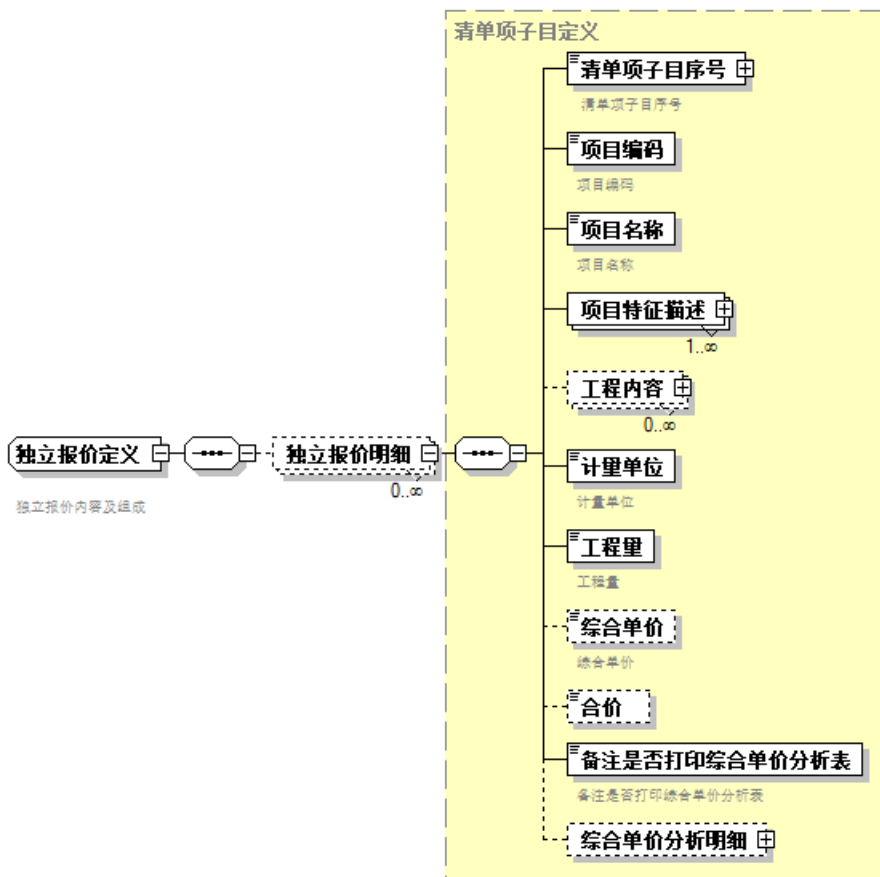 清单项子目定义
清单项子目序号
清单项子目序号
项目编码
项目编码
项目名称
项目名称
项目特征描述
1..∞
工程内容
0..∞
独立报价定义
独立报价内容及组成
独立报价明细
0..∞
计量单位
计量单位
工程量
工程量
综合单价
综合单价
合价
备注是否打印综合单价分析表
备注是否打印综合单价分析表
综合单价分析明细